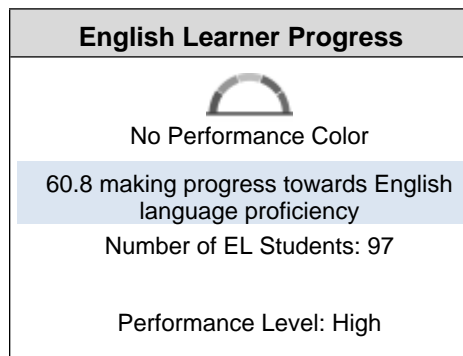 English Learner Progress
No Performance Color
60.8 making progress towards English
language proficiency
Number of EL Students: 97
Performance Level: High